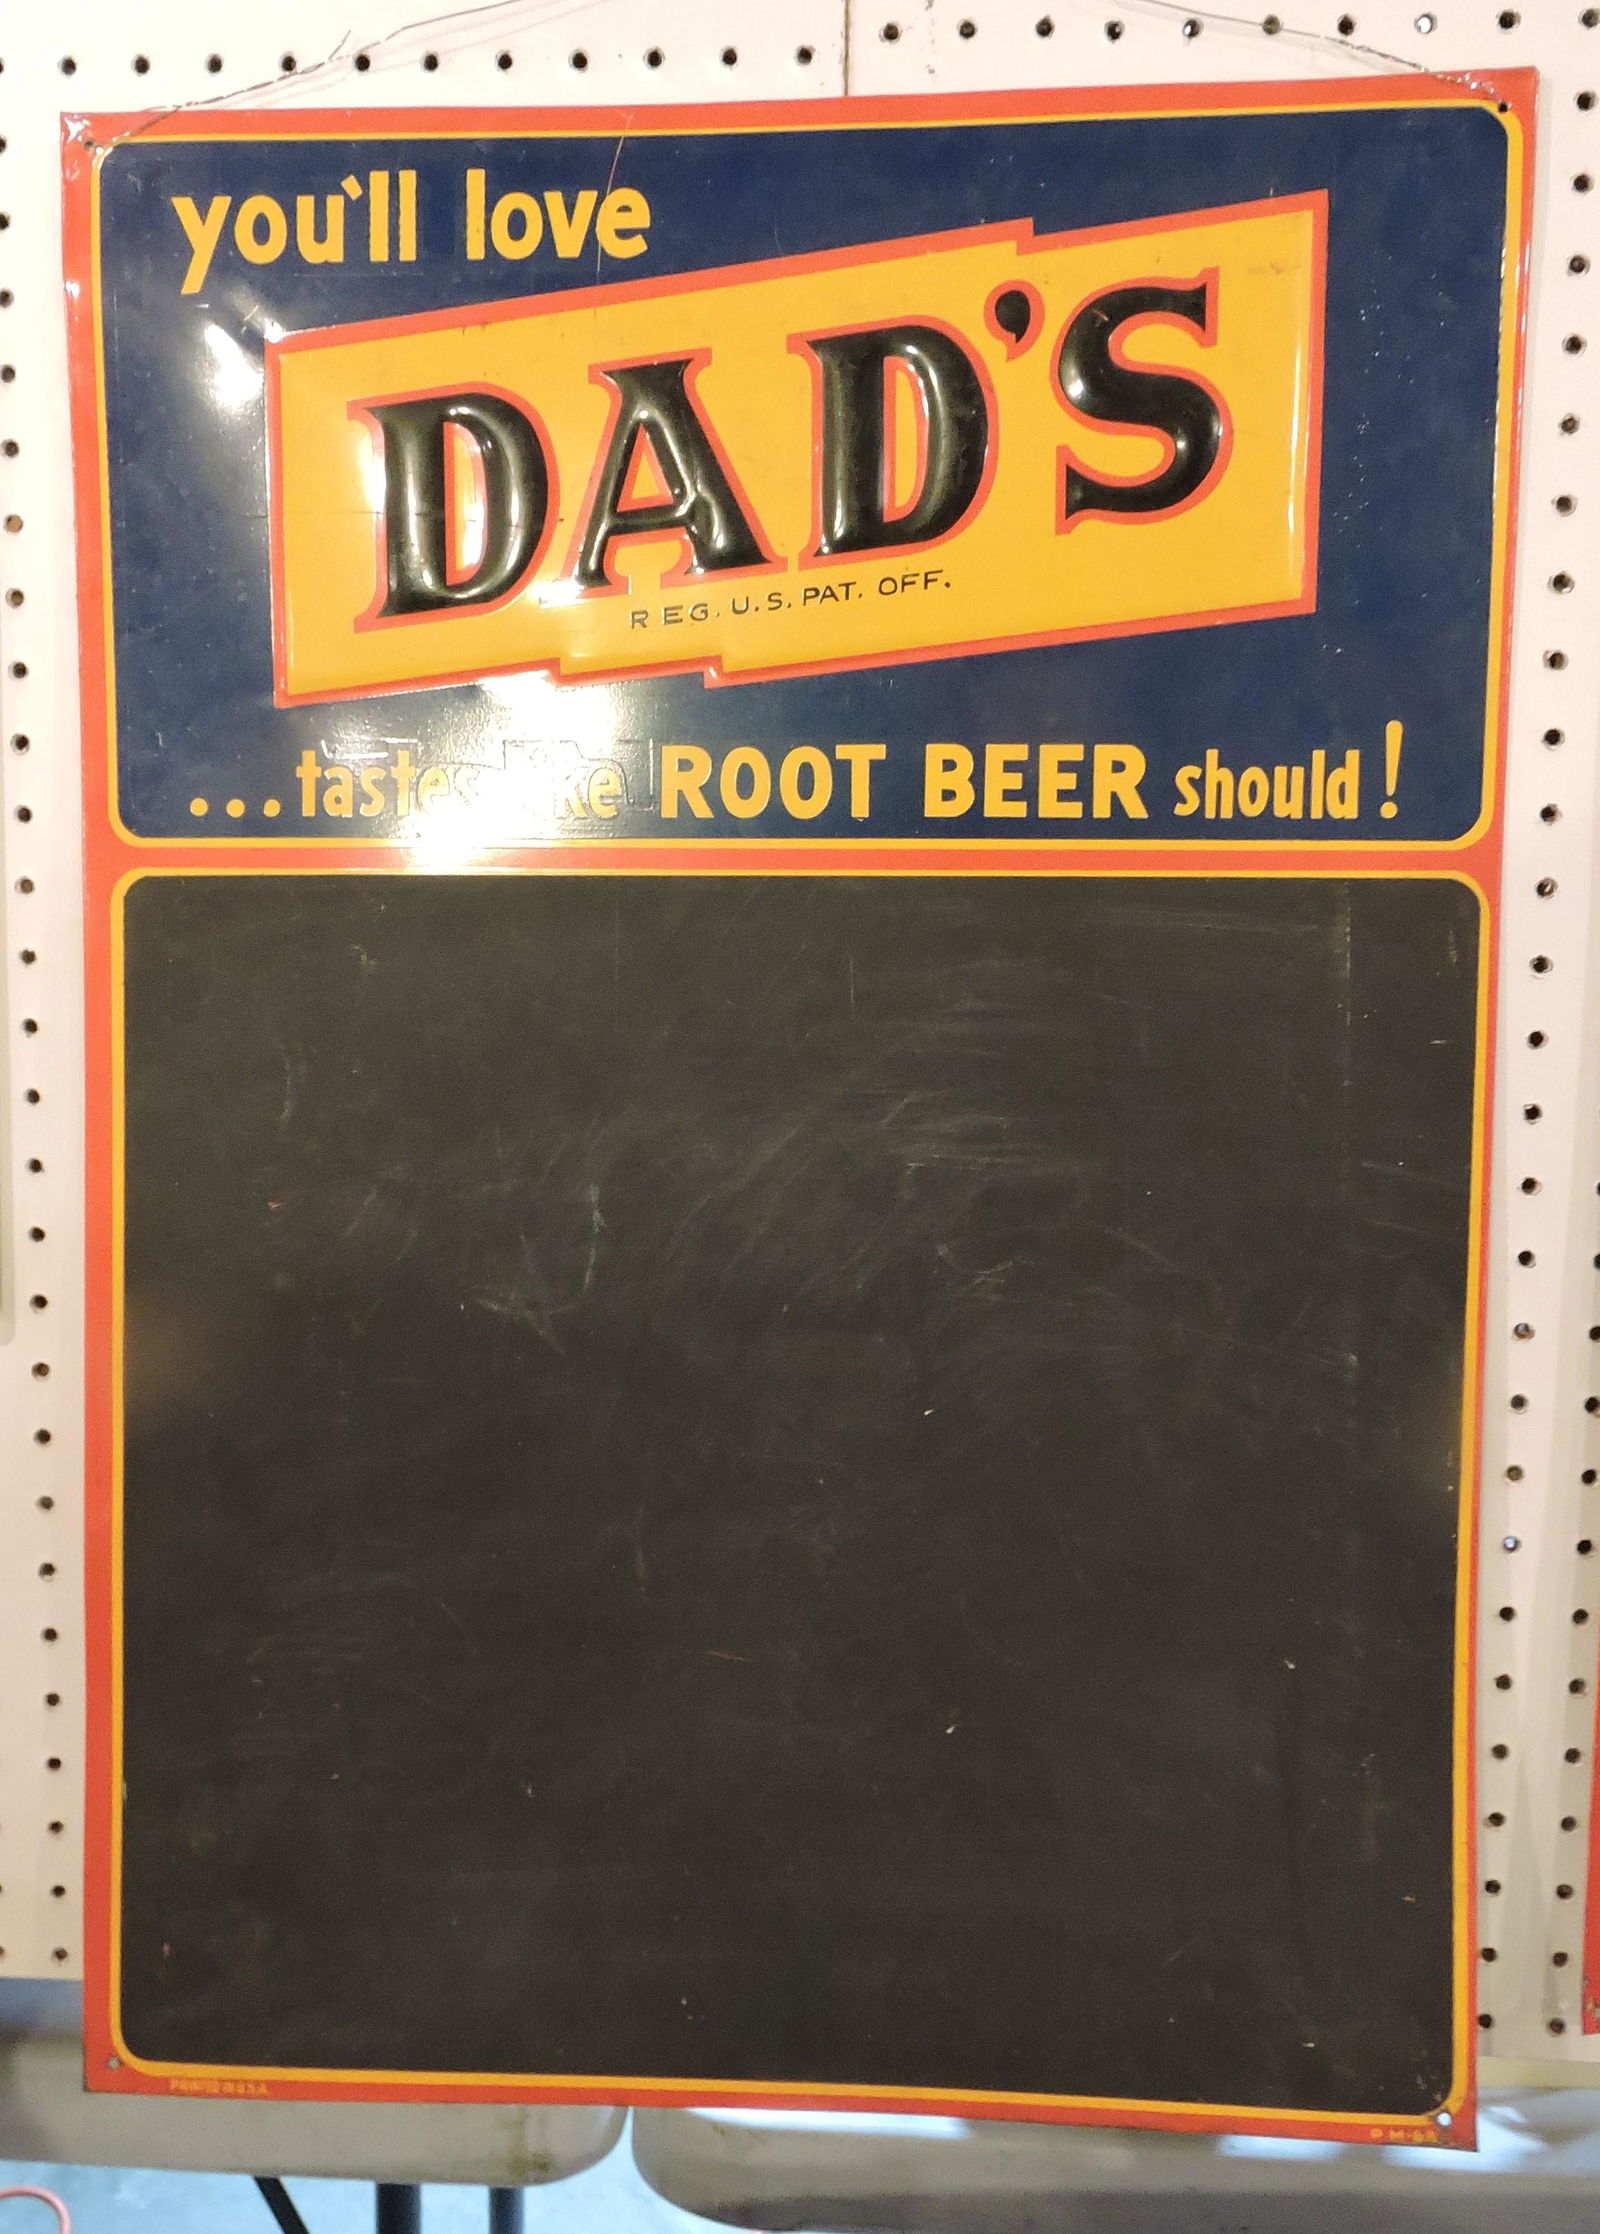 you'll love
DAD'S
REG. U.S. PAT. OFF.
...tastes like ROOT BEER should!